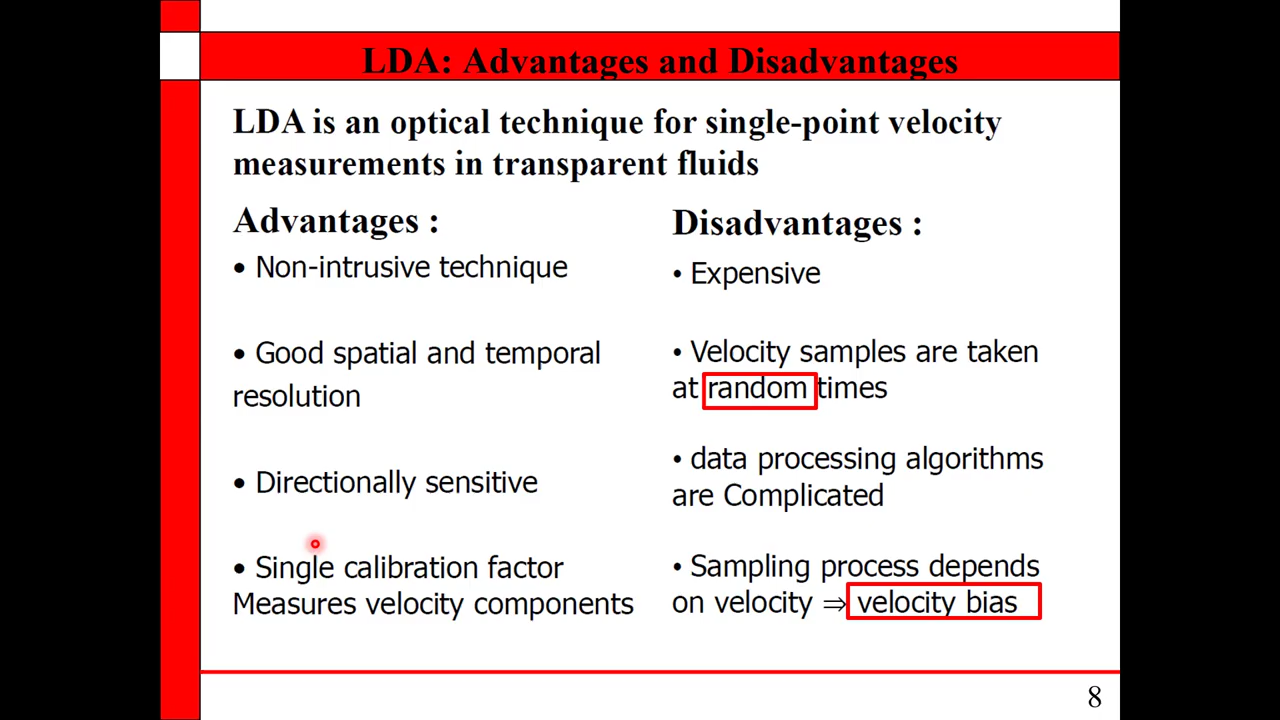 LDA: Advantages and Disadvantages
LDA is an optical technique for single-point velocity
measurements in transparent fluids
Advantages :
• Non-intrusive technique
• Good spatial and temporal
resolution
• Directionally sensitive
• Single calibration factor
Measures velocity components
Disadvantages :
• Expensive
• Velocity samples are taken
at random times
• data processing algorithms
are Complicated
• Sampling process depends
on velocity ⇒ velocity bias
8